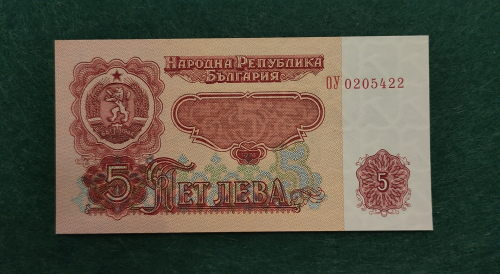 НАРОДНА РЕПУБЛИКА
БЪЛГАРИЯ
ОУ 0205422
5 ПЕТ ЛЕВА
5